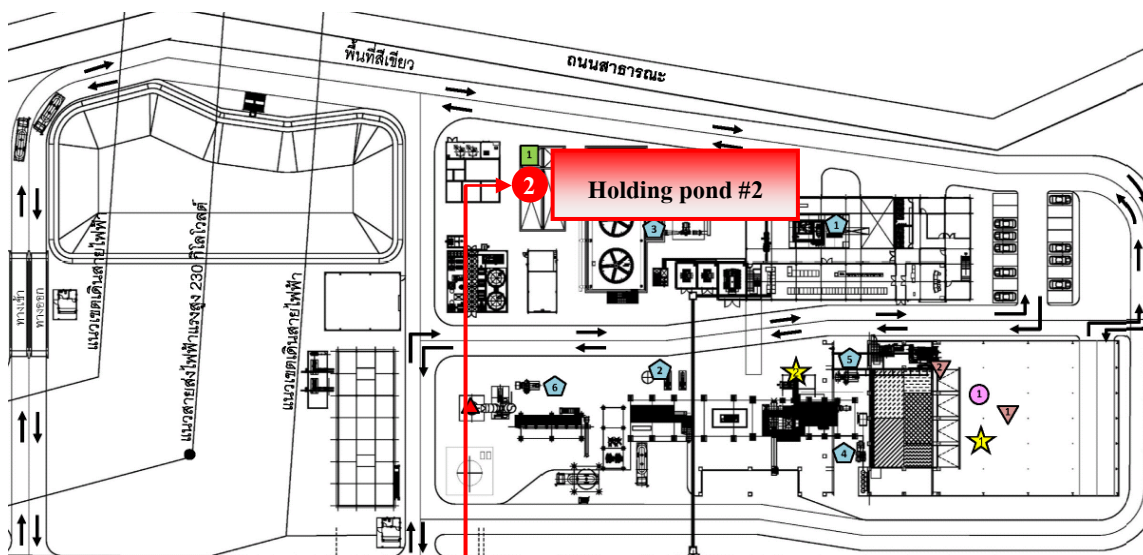 พื้นที่สีเขียว
ถนนสาธารณะ
1
2
Holding pond #2
3
1
แนวเขตเดินสายไฟฟ้า
แนวสายส่งไฟฟ้าแรงสูง 230 กิโลโวลต์
แนวเขตเดินสายไฟฟ้า
ทางเข้า
ทางออก
6
2
2
5
2
1
1
1
4